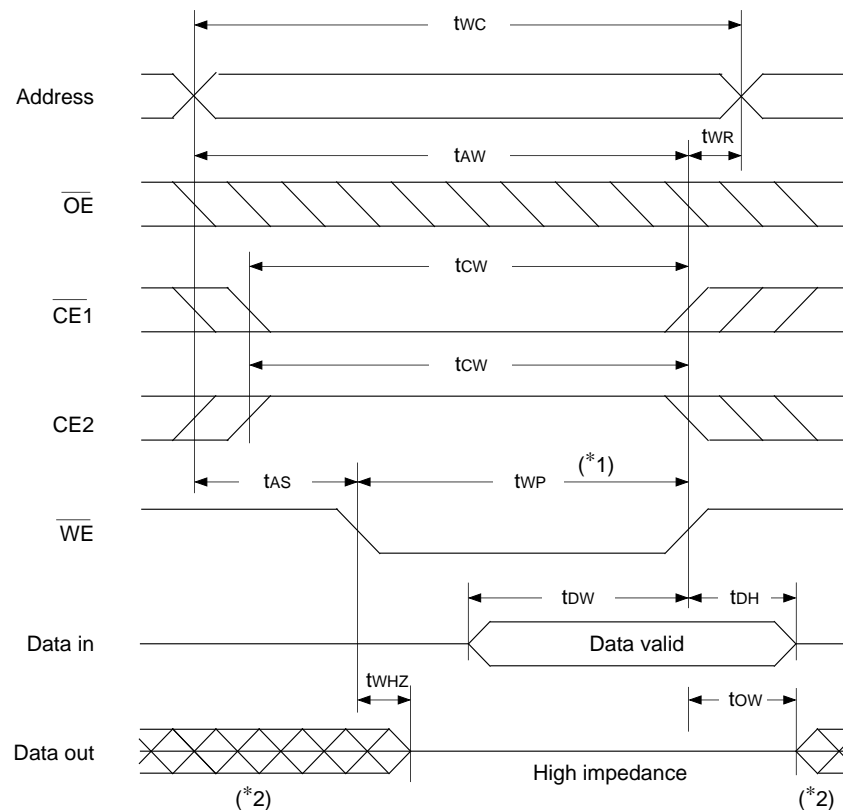 tWC
Address
tAW
tWR
OE
tCW
CE1
tCW
CE2
tAS
tWP
(*1)
WE
tDW
tDH
Data in
Data valid
tWHZ
tOW
Data out
High impedance
(*2)
(*2)